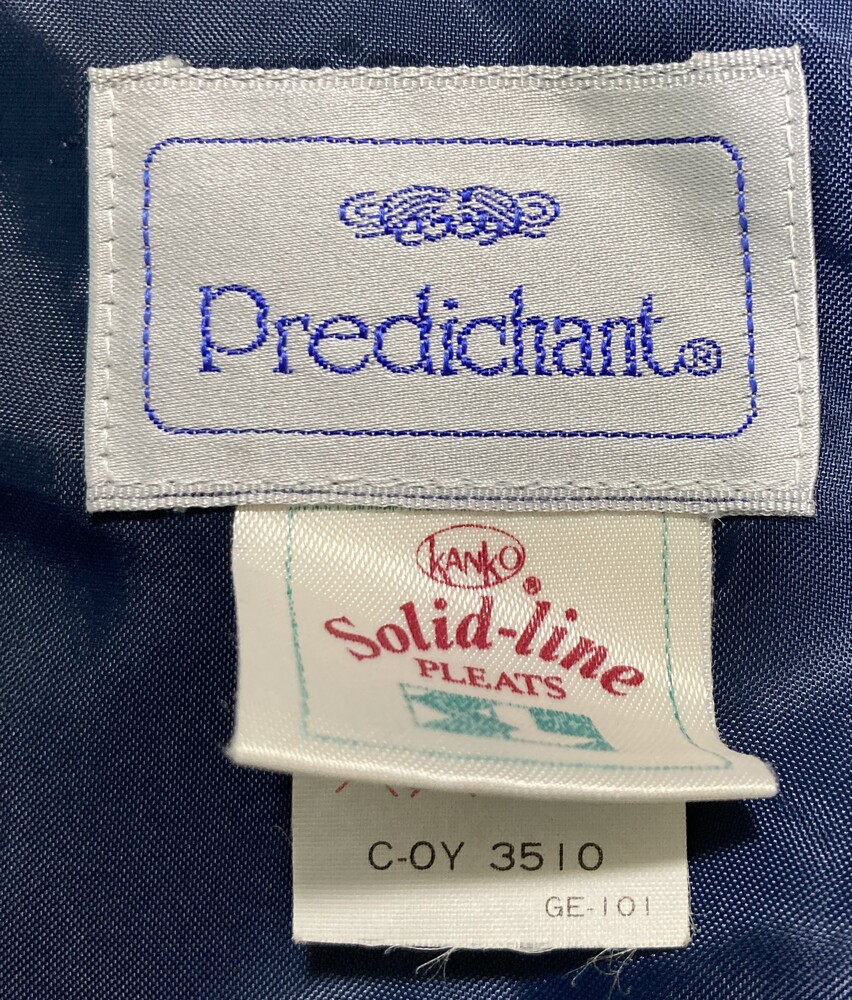 Predichant®
KANKO
Solid-line
PLEATS
C-OY 3510
GE-101